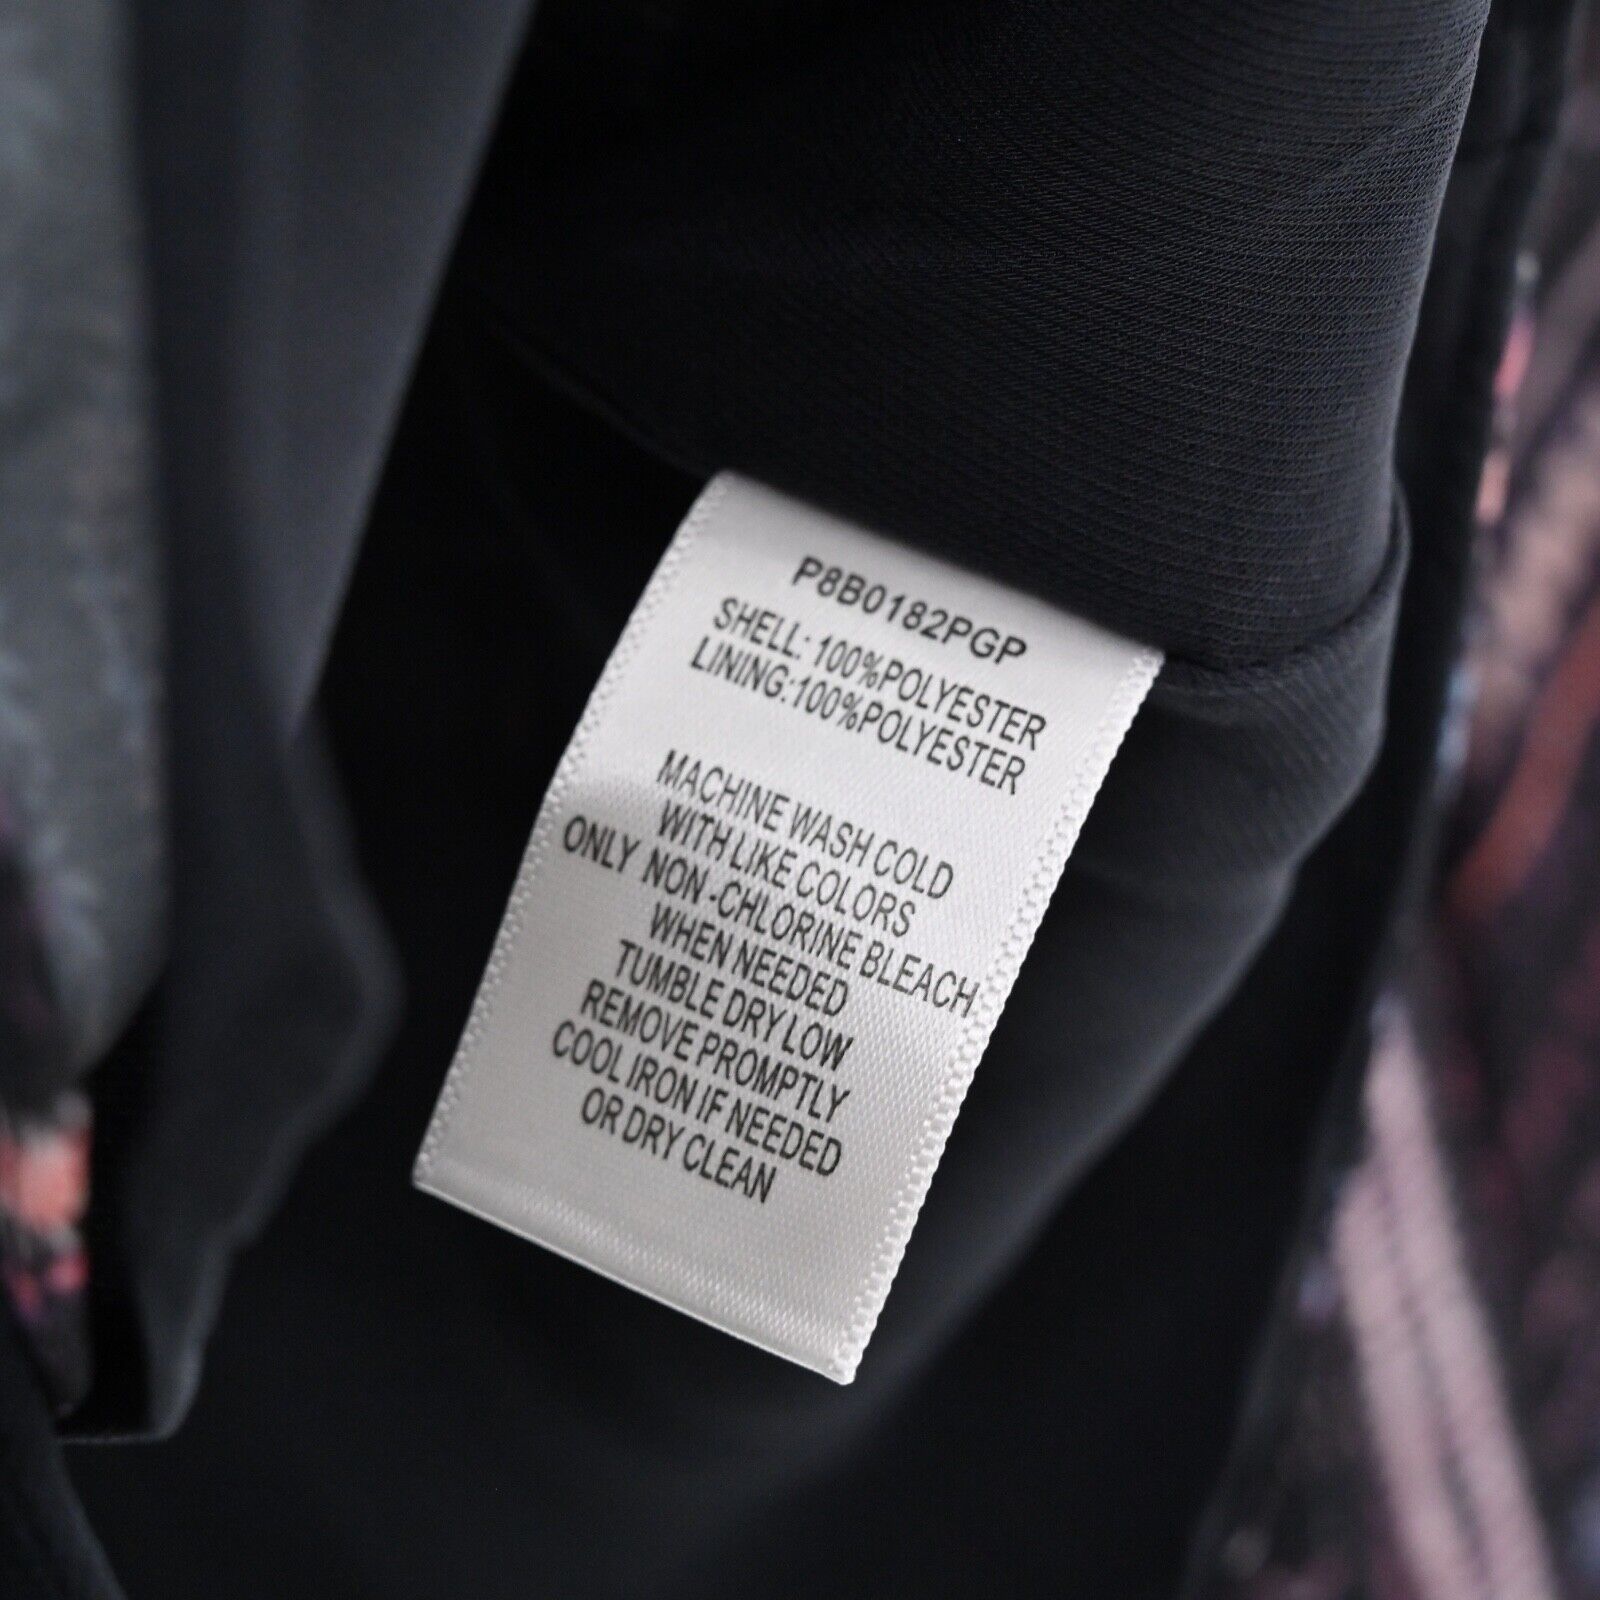 P8B0182PGP
SHELL: 100%POLYESTER
LINING:100%POLYESTER
MACHINE WASH COLD
WITH LIKE COLORS
ONLY NON-CHLORINE BLEACH
WHEN NEEDED
TUMBLE DRY LOW
REMOVE PROMPTLY
COOL IRON IF NEEDED
OR DRY CLEAN